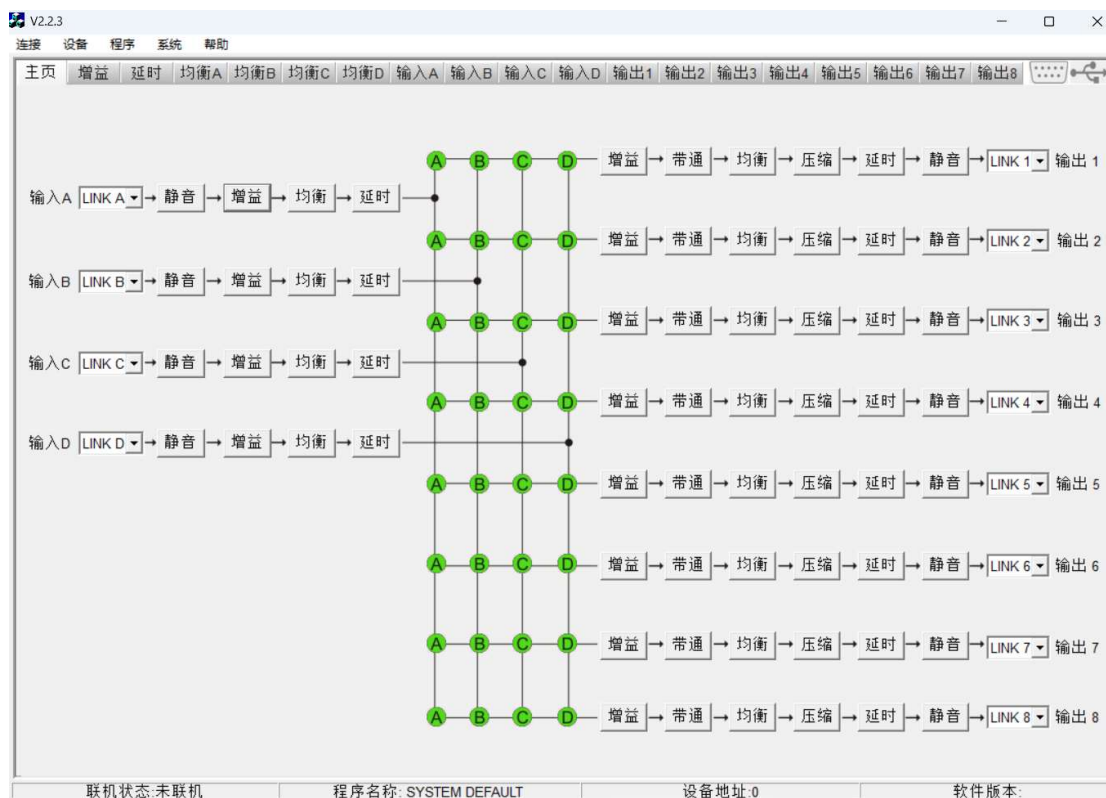 V2.2.3
连接 设备 程序 系统 帮助
主页 增益 延时 均衡A 均衡B 均衡C 均衡D 输入A 输入B 输入C 输入D 输出1 输出2 输出3 输出4 输出5 输出6 输出7 输出8
A B C D 增益 带通 均衡 压缩 延时 静音 LINK 1 输出 1
输入A LINK A 静音 增益 均衡 延时
A B C D 增益 带通 均衡 压缩 延时 静音 LINK 2 输出 2
输入B LINK B 静音 增益 均衡 延时
A B C D 增益 带通 均衡 压缩 延时 静音 LINK 3 输出 3
输入C LINK C 静音 增益 均衡 延时
A B C D 增益 带通 均衡 压缩 延时 静音 LINK 4 输出 4
输入D LINK D 静音 增益 均衡 延时
A B C D 增益 带通 均衡 压缩 延时 静音 LINK 5 输出 5
A B C D 增益 带通 均衡 压缩 延时 静音 LINK 6 输出 6
A B C D 增益 带通 均衡 压缩 延时 静音 LINK 7 输出 7
A B C D 增益 带通 均衡 压缩 延时 静音 LINK 8 输出 8
联机状态:未联机 程序名称: SYSTEM DEFAULT 设备地址:0 软件版本: